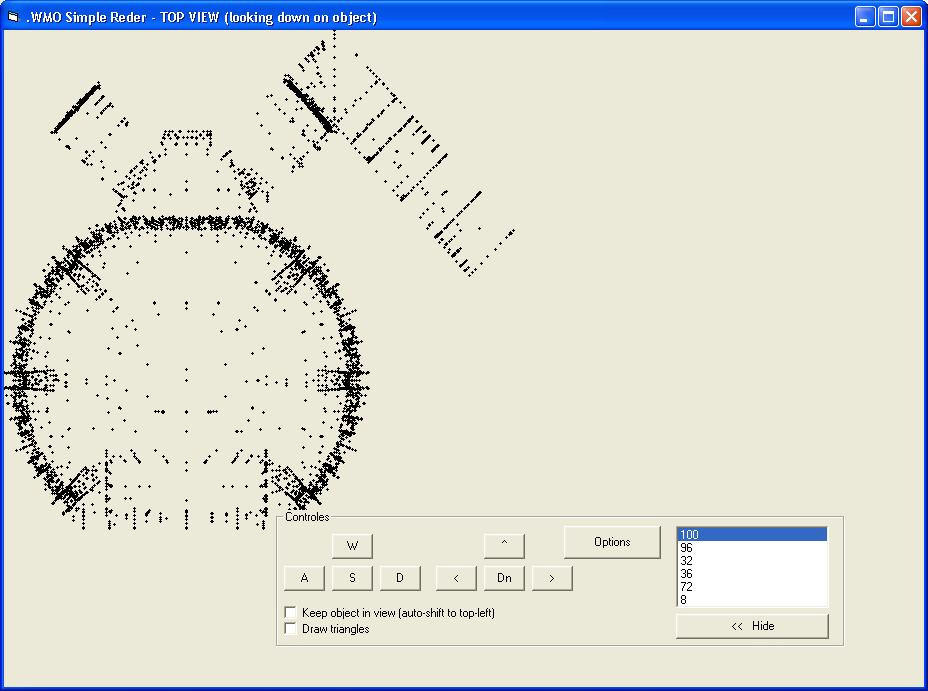 .WMO Simple Reder - TOP VIEW (looking down on object)
Controles
W
^
Options
A
S
D
<
Dn
>
Keep object in view (auto-shift to top-left)
Draw triangles
100
96
32
36
72
8
<< Hide